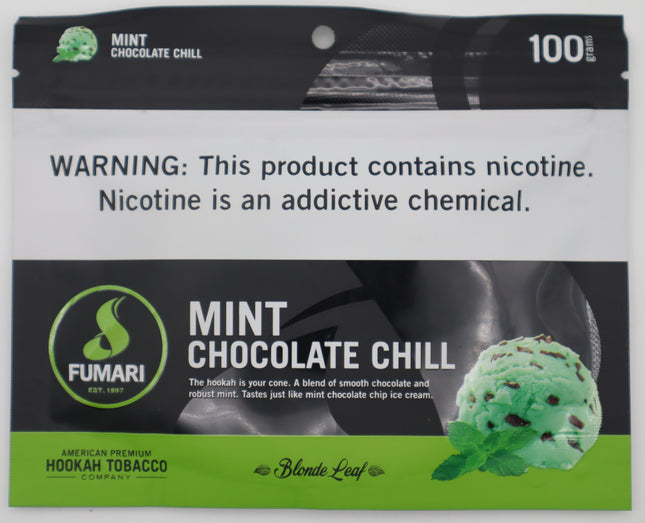 MINT
CHOCOLATE CHILL
100 grams
WARNING: This product contains nicotine.
Nicotine is an addictive chemical.
FUMARI
EST. 1997
MINT
CHOCOLATE CHILL
The hookah is your cone. A blend of smooth chocolate and
robust mint. Tastes just like mint chocolate chip ice cream.
AMERICAN PREMIUM
HOOKAH TOBACCO
COMPANY
Blonde Leaf